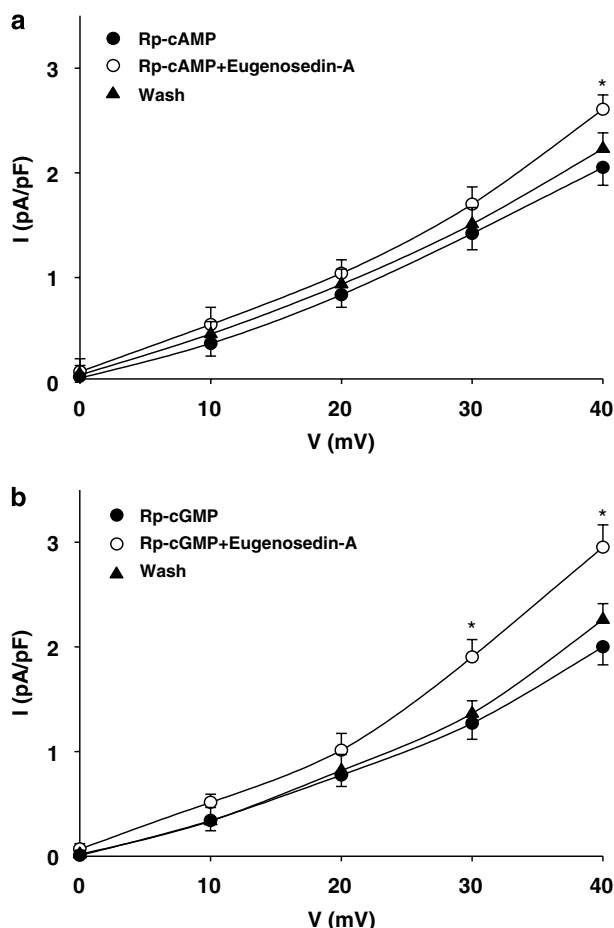 a
Rp-cAMP
Rp-cAMP+Eugenosedin-A
Wash
*
3
2
1
0
I (pA/pF)
0 10 20 30 40
V (mV)
b
Rp-cGMP
Rp-cGMP+Eugenosedin-A
Wash
*
*
3
2
1
0
I (pA/pF)
0 10 20 30 40
V (mV)